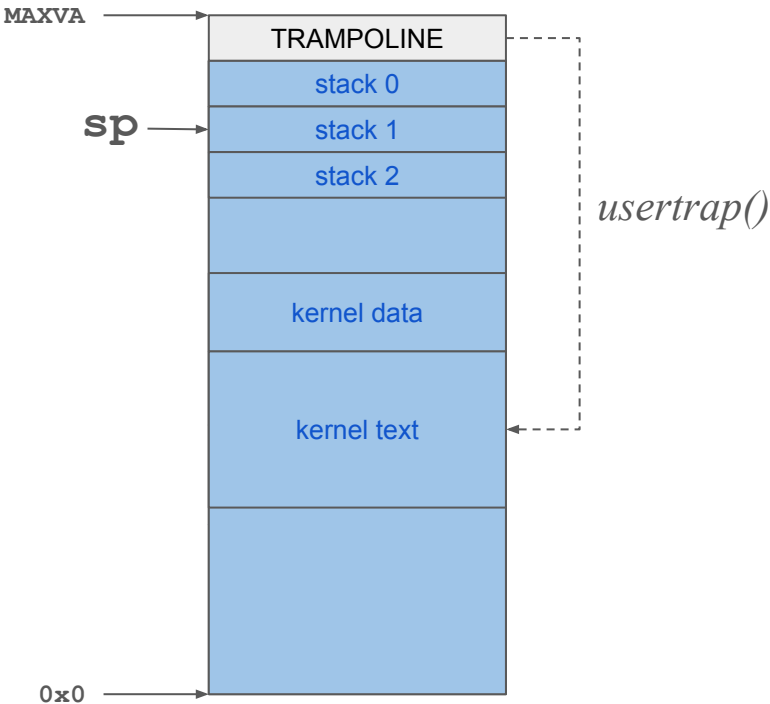 MAXVA
TRAMPOLINE
stack 0
sp
stack 1
stack 2
usertrap()
kernel data
kernel text
0x0